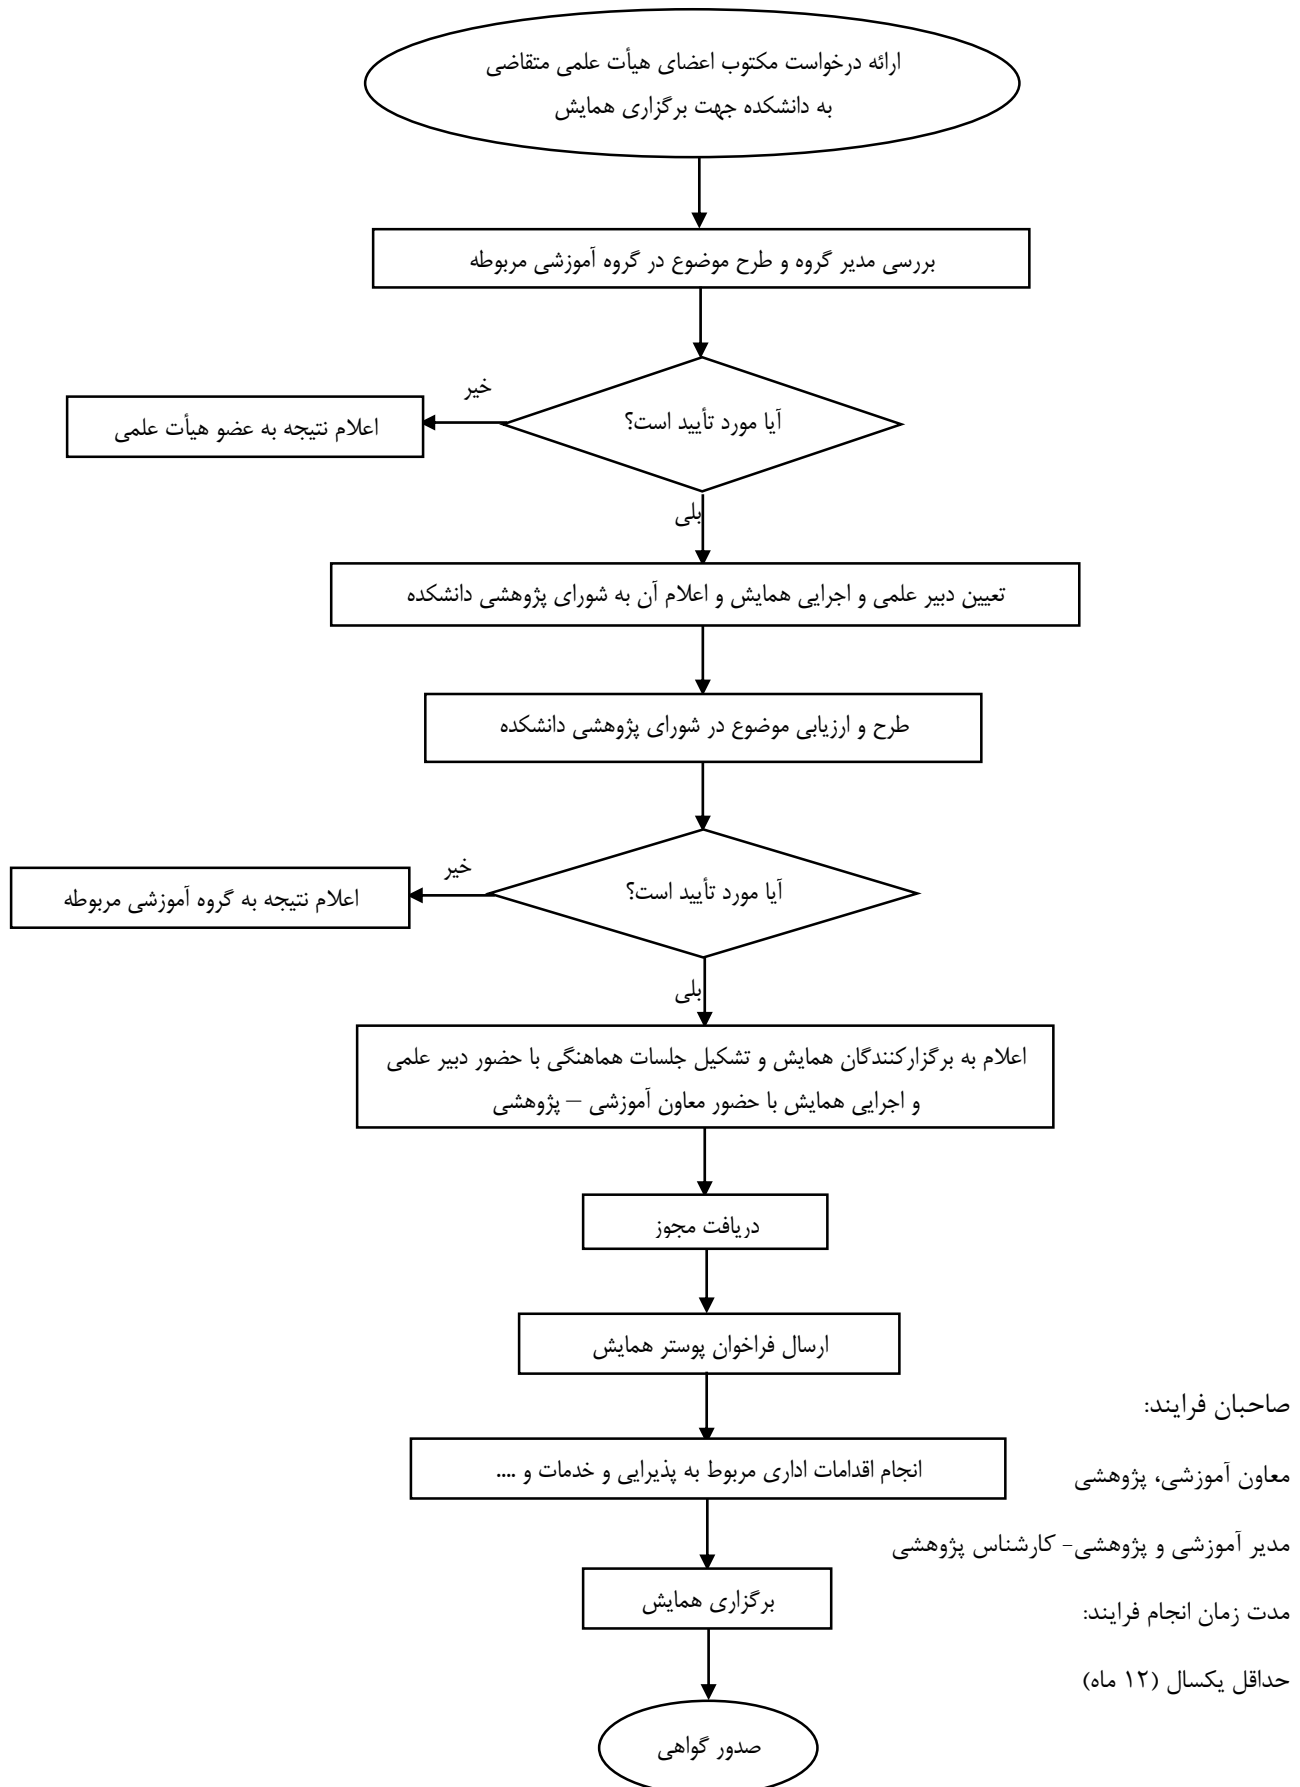 ارائه درخواست مکتوب اعضای هیأت علمی متقاضی
به دانشکده جهت برگزاری همایش
بررسی مدیر گروه و طرح موضوع در گروه آموزشی مربوطه
آیا مورد تأیید است؟
خیر
اعلام نتیجه به عضو هیأت علمی
بلی
تعیین دبیر علمی و اجرایی همایش و اعلام آن به شورای پژوهشی دانشکده
طرح و ارزیابی موضوع در شورای پژوهشی دانشکده
آیا مورد تأیید است؟
خیر
اعلام نتیجه به گروه آموزشی مربوطه
بلی
اعلام به برگزارکنندگان همایش و تشکیل جلسات هماهنگی با حضور دبیر علمی
و اجرایی همایش با حضور معاون آموزشی – پژوهشی
دریافت مجوز
ارسال فراخوان پوستر همایش
انجام اقدامات اداری مربوط به پذیرایی و خدمات و ....
برگزاری همایش
صدور گواهی
صاحبان فرایند:
معاون آموزشی، پژوهشی
مدیر آموزشی و پژوهشی- کارشناس پژوهشی
مدت زمان انجام فرایند:
حداقل یکسال (۱۲ ماه)